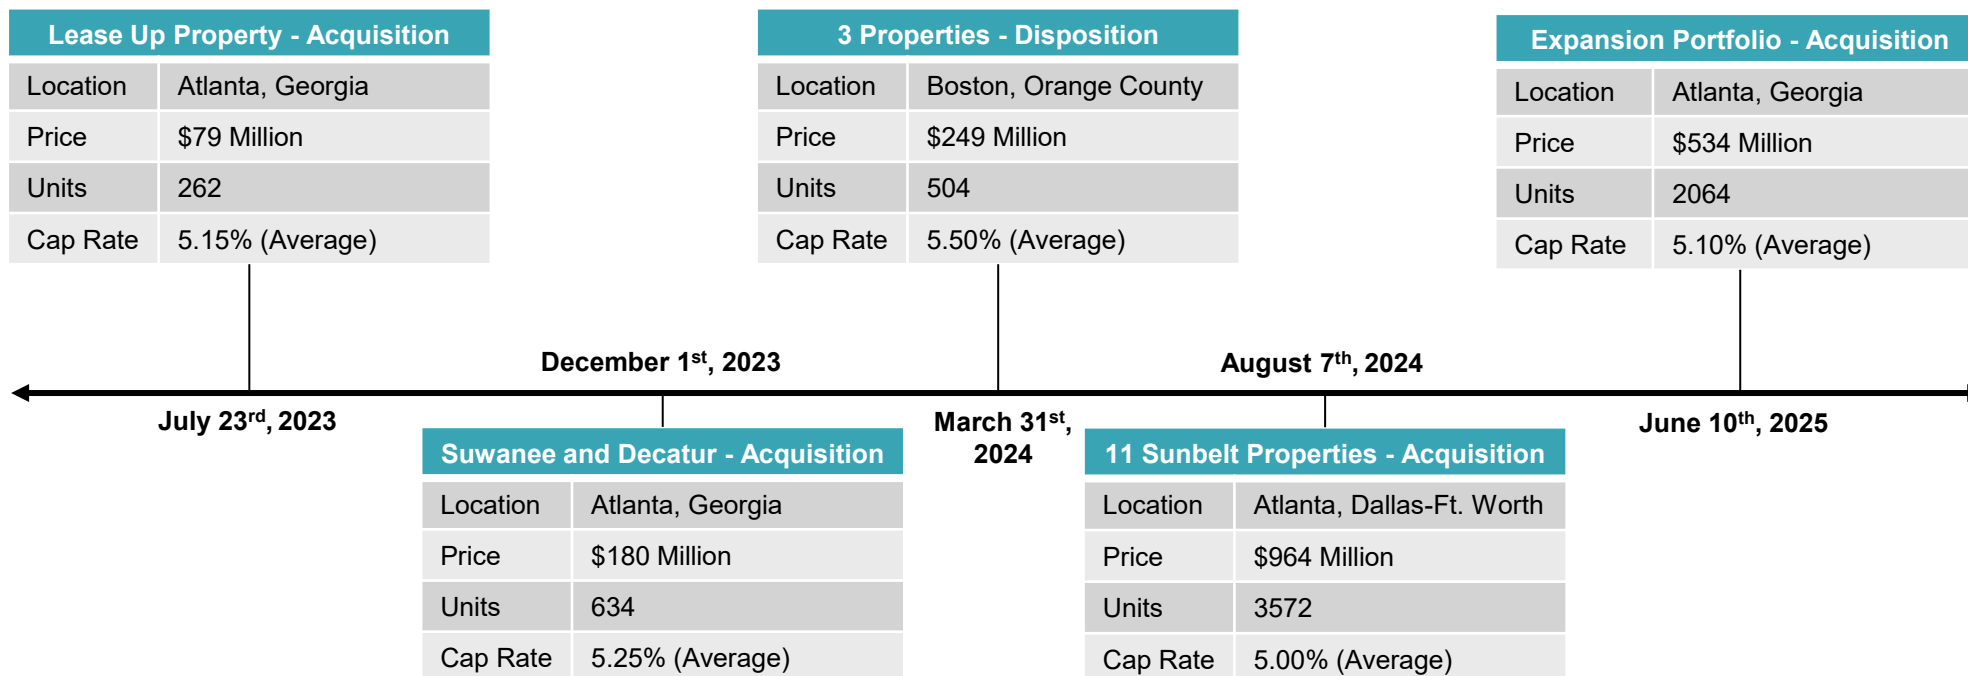 Lease Up Property - Acquisition
Location Atlanta, Georgia
Price $79 Million
Units 262
Cap Rate 5.15% (Average)
3 Properties - Disposition
Location Boston, Orange County
Price $249 Million
Units 504
Cap Rate 5.50% (Average)
Expansion Portfolio - Acquisition
Location Atlanta, Georgia
Price $534 Million
Units 2064
Cap Rate 5.10% (Average)
December 1st, 2023
August 7th, 2024
July 23rd, 2023
March 31st,
2024
June 10th, 2025
Suwanee and Decatur - Acquisition
Location Atlanta, Georgia
Price $180 Million
Units 634
Cap Rate 5.25% (Average)
11 Sunbelt Properties - Acquisition
Location Atlanta, Dallas-Ft. Worth
Price $964 Million
Units 3572
Cap Rate 5.00% (Average)